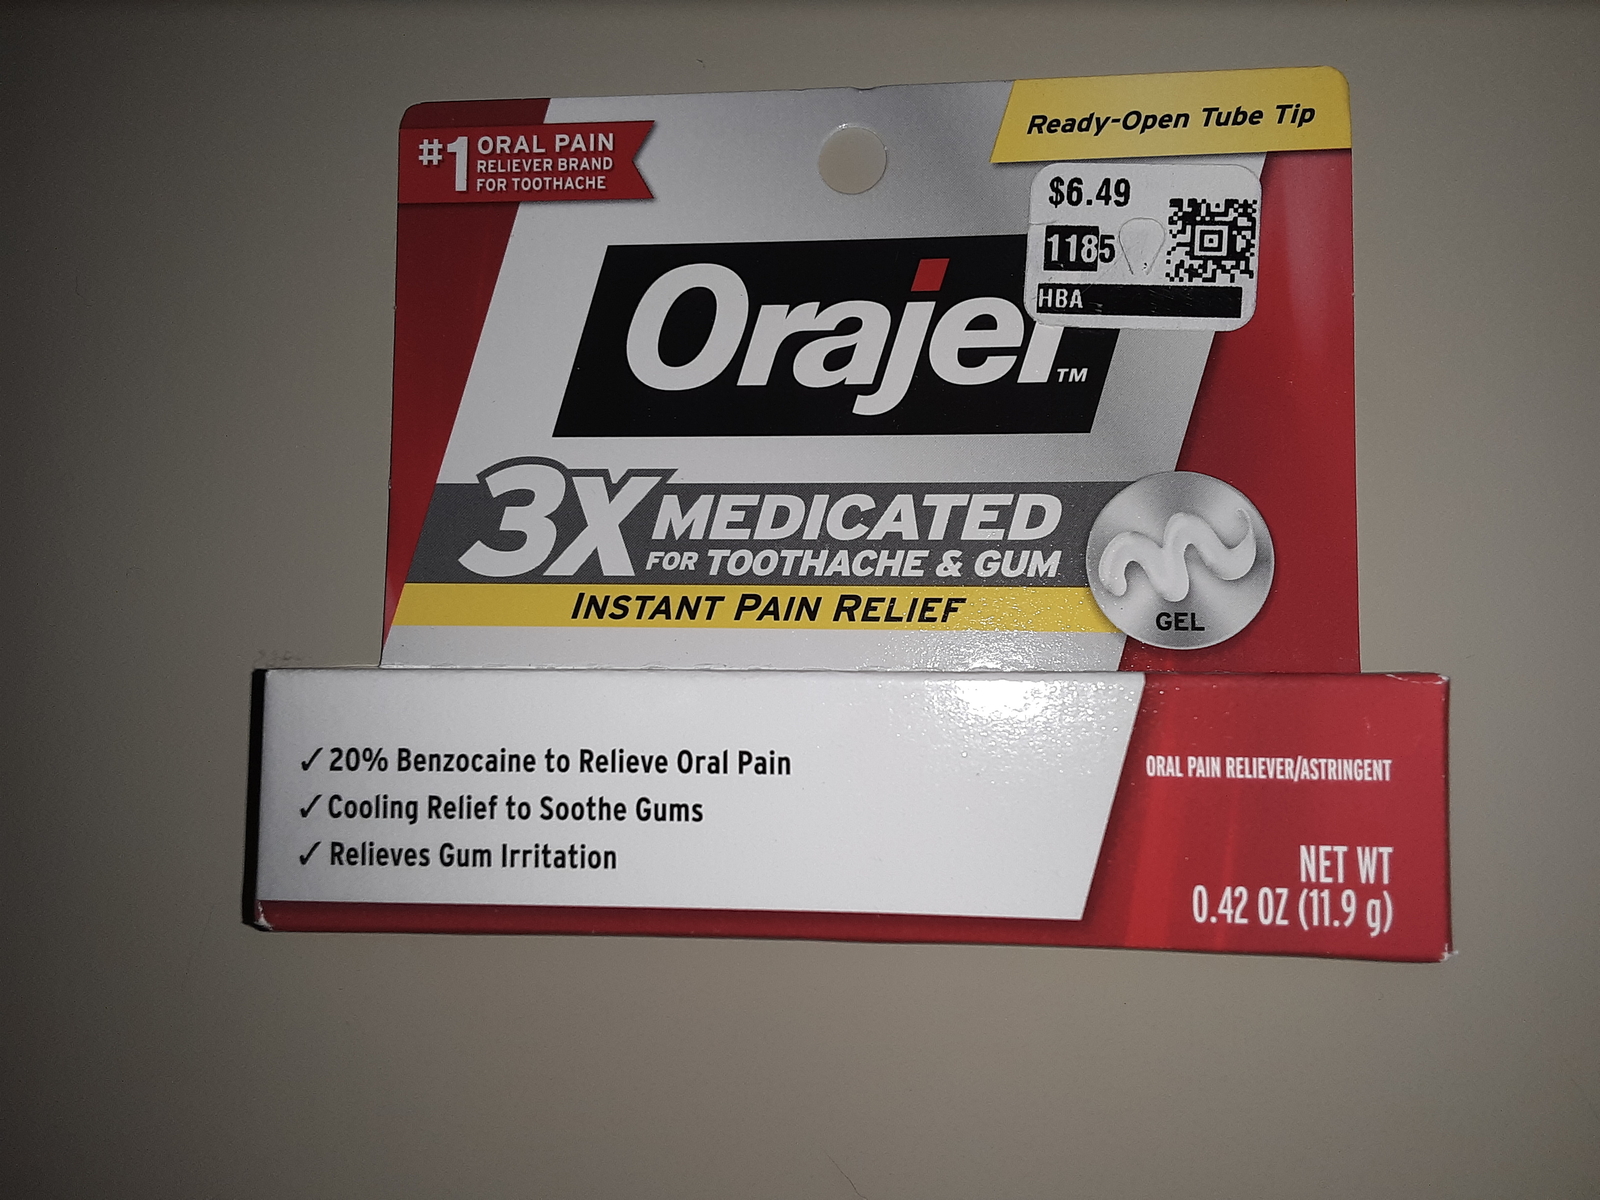 #1 ORAL PAIN
RELIEVER BRAND
FOR TOOTHACHE
Ready-Open Tube Tip
$6.49
1185
HBA
Orajel™
3X MEDICATED
FOR TOOTHACHE & GUM
INSTANT PAIN RELIEF
GEL
✓ 20% Benzocaine to Relieve Oral Pain
✓ Cooling Relief to Soothe Gums
✓ Relieves Gum Irritation
ORAL PAIN RELIEVER/ASTRINGENT
NET WT
0.42 OZ (11.9 g)